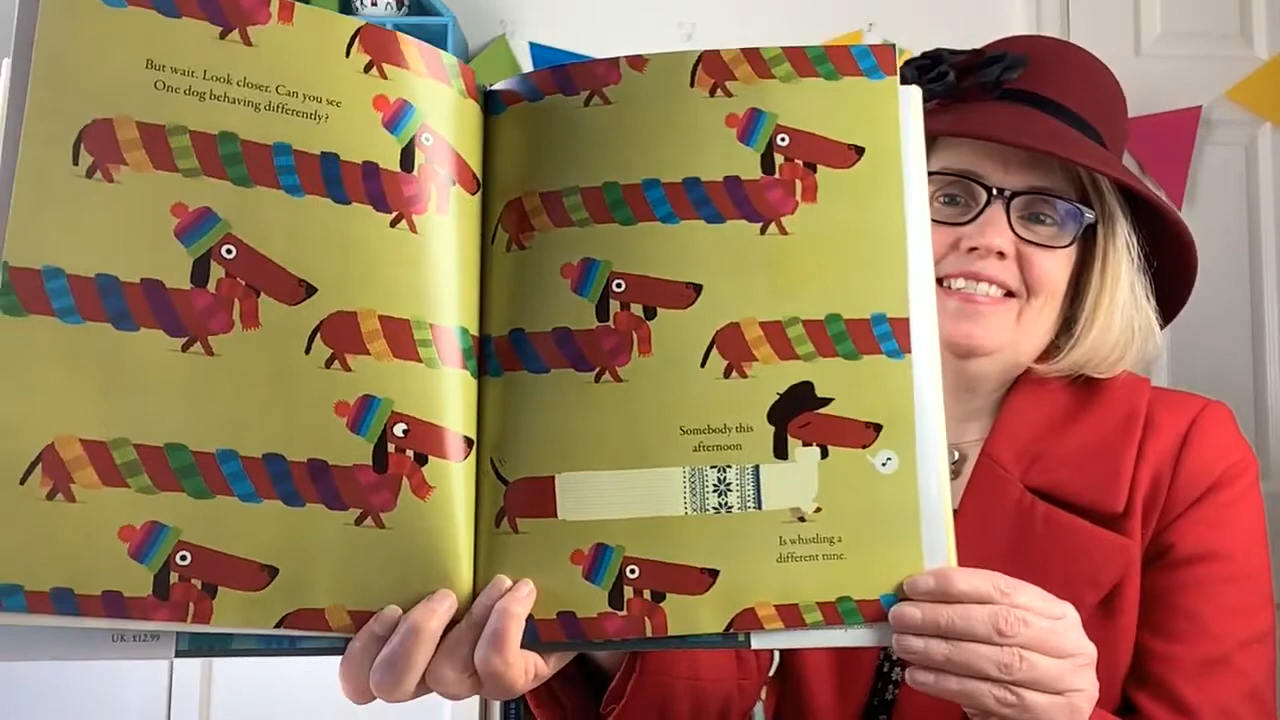 But wait. Look closer. Can you see
One dog behaving differently?
Somebody this
afternoon
Is whistling a
different tune.
UK: £12.99